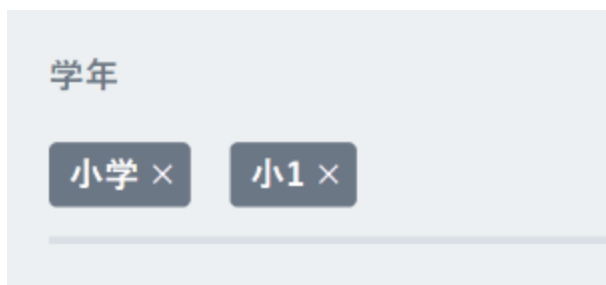 学年
小学 × 小1 ×